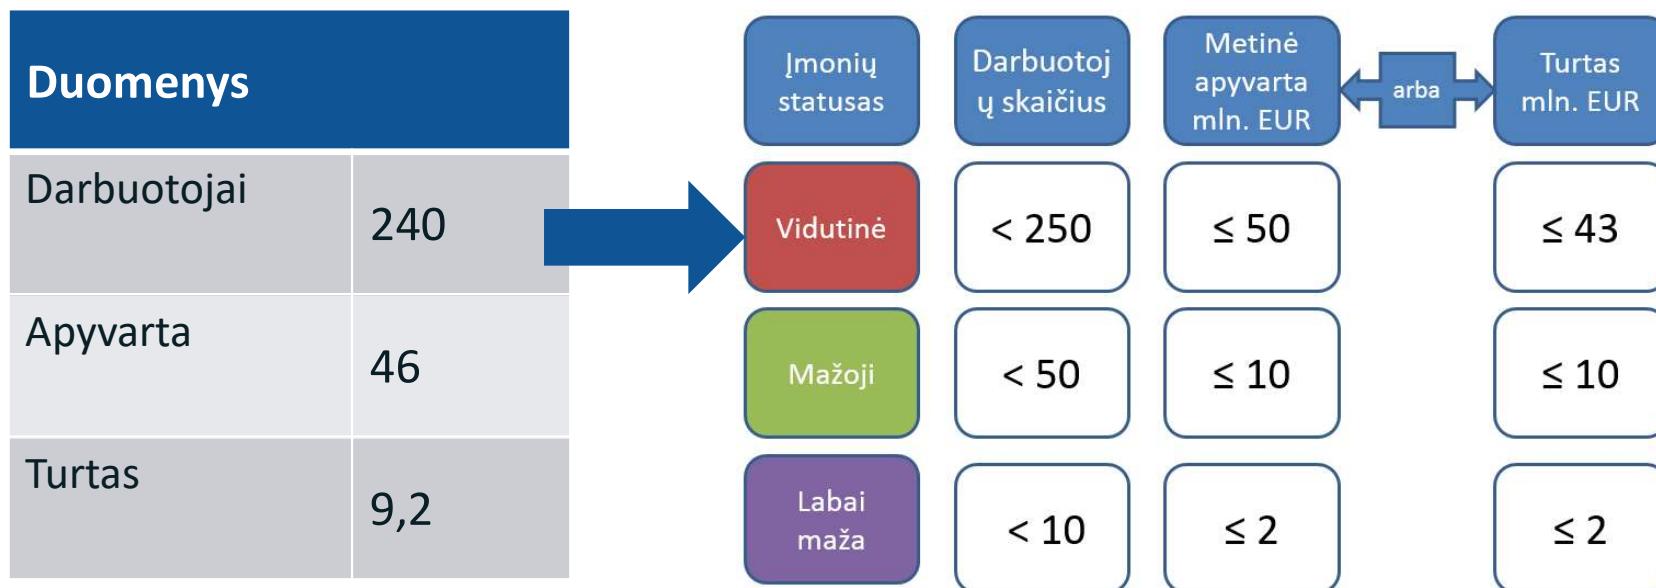 Duomenys
Darbuotojai
240
Apyvarta
46
Turtas
9,2
Įmonių
statusas
Darbuotoj
ų skaičius
Metinė
apyvarta
mln. EUR
arba
Turtas
mln. EUR
Vidutinė
< 250
≤ 50
≤ 43
Mažoji
< 50
≤ 10
≤ 10
Labai
maža
< 10
≤ 2
≤ 2